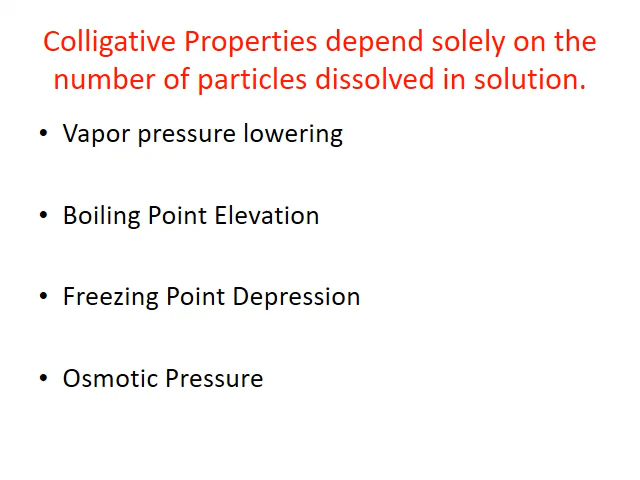 Colligative Properties depend solely on the
number of particles dissolved in solution.
• Vapor pressure lowering
• Boiling Point Elevation
• Freezing Point Depression
• Osmotic Pressure